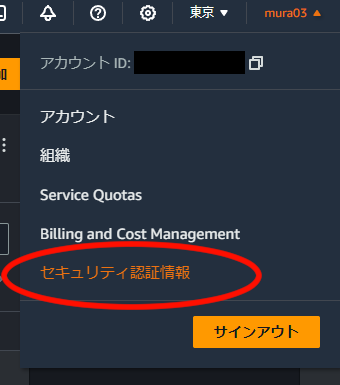 東京 ▼
mura03 ▲
加
アカウント ID:
アカウント
組織
Service Quotas
Billing and Cost Management
セキュリティ認証情報
サインアウト